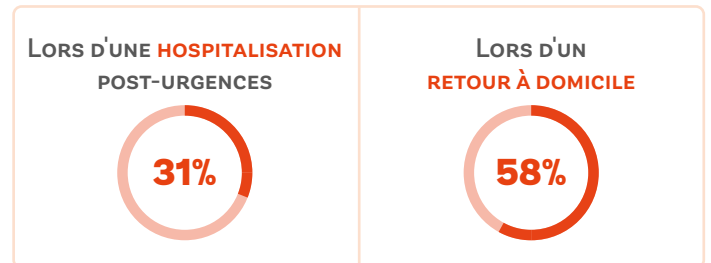 Lors d'une hospitalisation
post-urgences
31%
Lors d'un
retour à domicile
58%